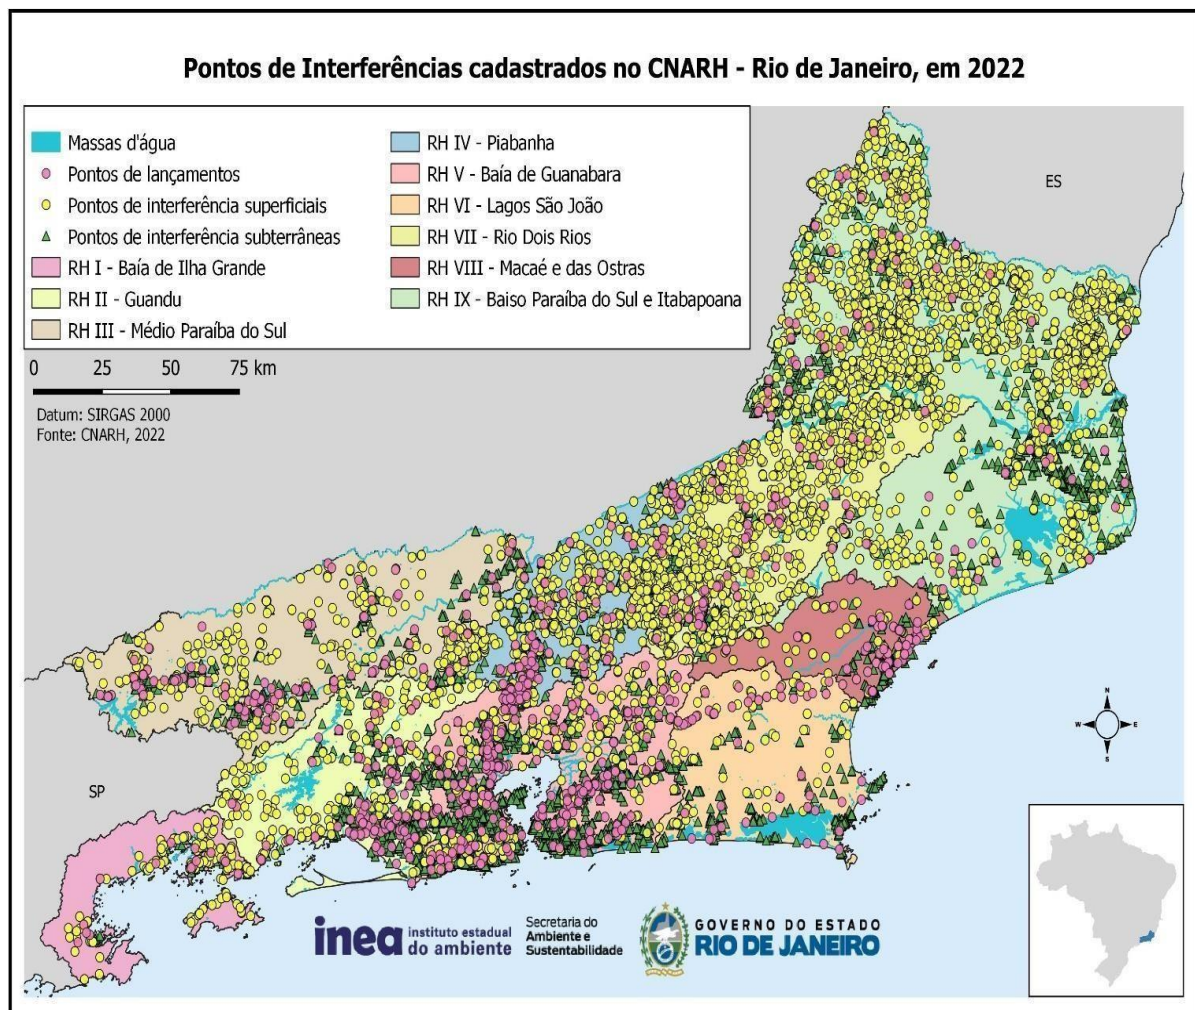 Pontos de Interferências cadastrados no CNARH - Rio de Janeiro, em 2022
Massas d'água
Pontos de lançamentos
Pontos de interferência superficiais
Pontos de interferência subterrâneas
RH I - Baía de Ilha Grande
RH II - Guandu
RH III - Médio Paraíba do Sul
RH IV - Piabanha
RH V - Baía de Guanabara
RH VI - Lagos São João
RH VII - Rio Dois Rios
RH VIII - Macaé e das Ostras
RH IX - Baiso Paraíba do Sul e Itabapoana
0 25 50 75 km
Datum: SIRGAS 2000
Fonte: CNARH, 2022
ES
SP
N
W E
S
inea instituto estadual do ambiente
Secretaria do
Ambiente e
Sustentabilidade
GOVERNO DO ESTADO
RIO DE JANEIRO